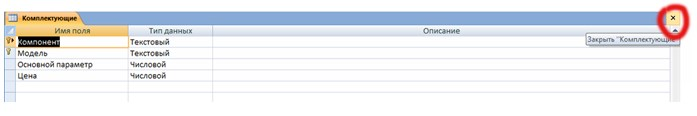 Комплектующие
Имя поля Тип данных Описание
Компонент Текстовый
Закрыть "Комплектующие"
Модель Текстовый
Основной параметр Числовой
Цена Числовой